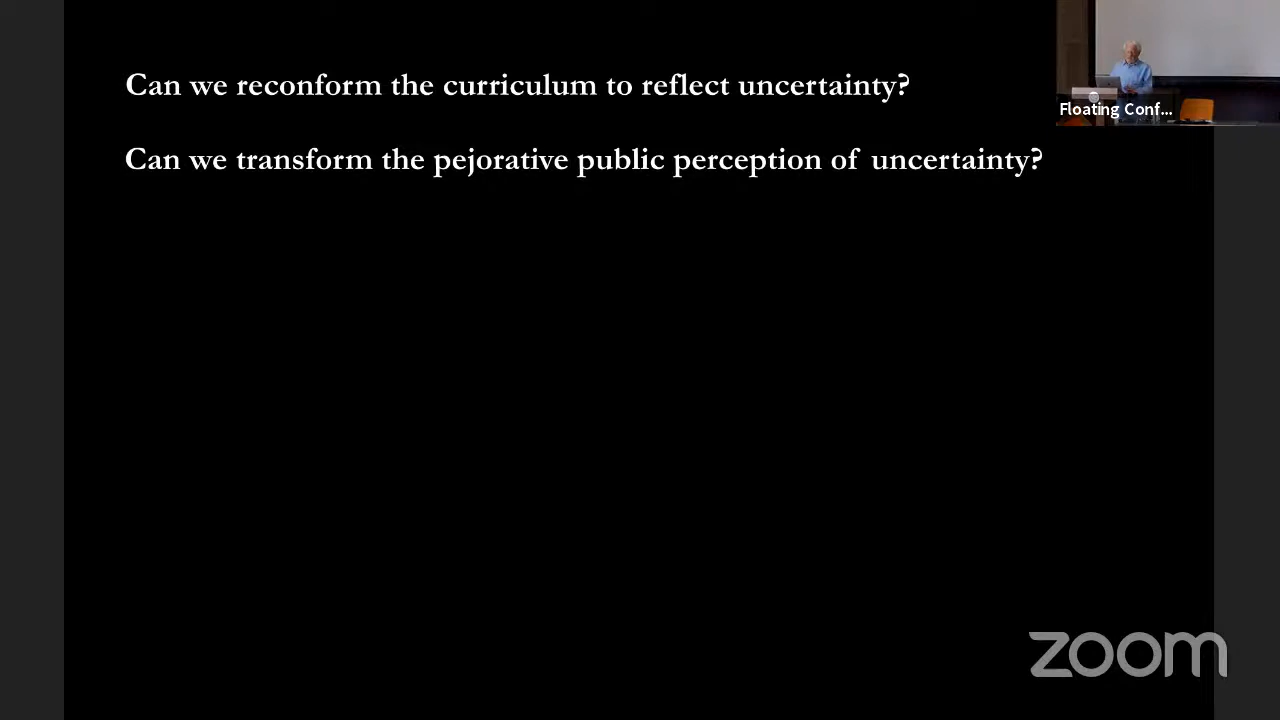 Can we reconform the curriculum to reflect uncertainty?
Floating Conf...
Can we transform the pejorative public perception of uncertainty?
zoom